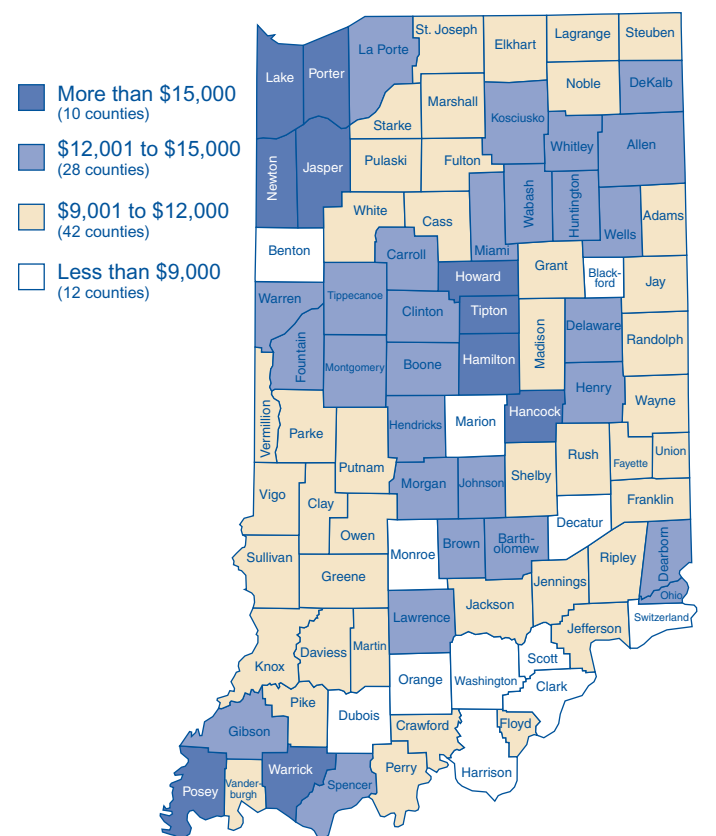 More than $15,000
(10 counties)
$12,001 to $15,000
(28 counties)
$9,001 to $12,000
(42 counties)
Less than $9,000
(12 counties)
St. Joseph
Elkhart
Lagrange
Steuben
La Porte
Lake
Porter
Noble
DeKalb
Marshall
Kosciusko
Starke
Whitley
Allen
Newton
Jasper
Pulaski
Fulton
Wabash
Huntington
White
Cass
Miami
Wells
Adams
Benton
Carroll
Howard
Grant
Black-
ford
Jay
Warren
Tippecanoe
Clinton
Tipton
Madison
Delaware
Randolph
Fountain
Montgomery
Boone
Hamilton
Henry
Wayne
Vermillion
Parke
Putnam
Hendricks
Marion
Hancock
Rush
Fayette
Union
Vigo
Clay
Morgan
Johnson
Shelby
Franklin
Owen
Decatur
Sullivan
Greene
Monroe
Brown
Barth-
olomew
Ripley
Dearborn
Jennings
Ohio
Lawrence
Jackson
Switzerland
Jefferson
Knox
Daviess
Martin
Scott
Orange
Washington
Clark
Pike
Dubois
Crawford
Floyd
Gibson
Harrison
Posey
Vander-
burgh
Warrick
Spencer
Perry